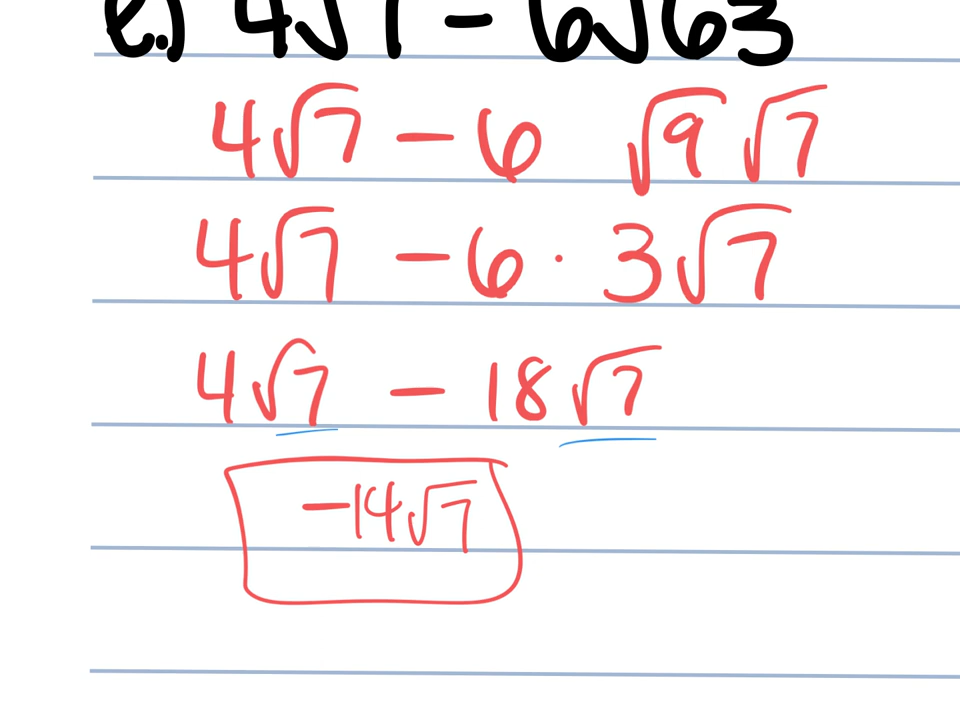 e.) 4√7 - 6√63
4√7 - 6 √9 √7
4√7 - 6 · 3√7
4√7 - 18√7
-14√7